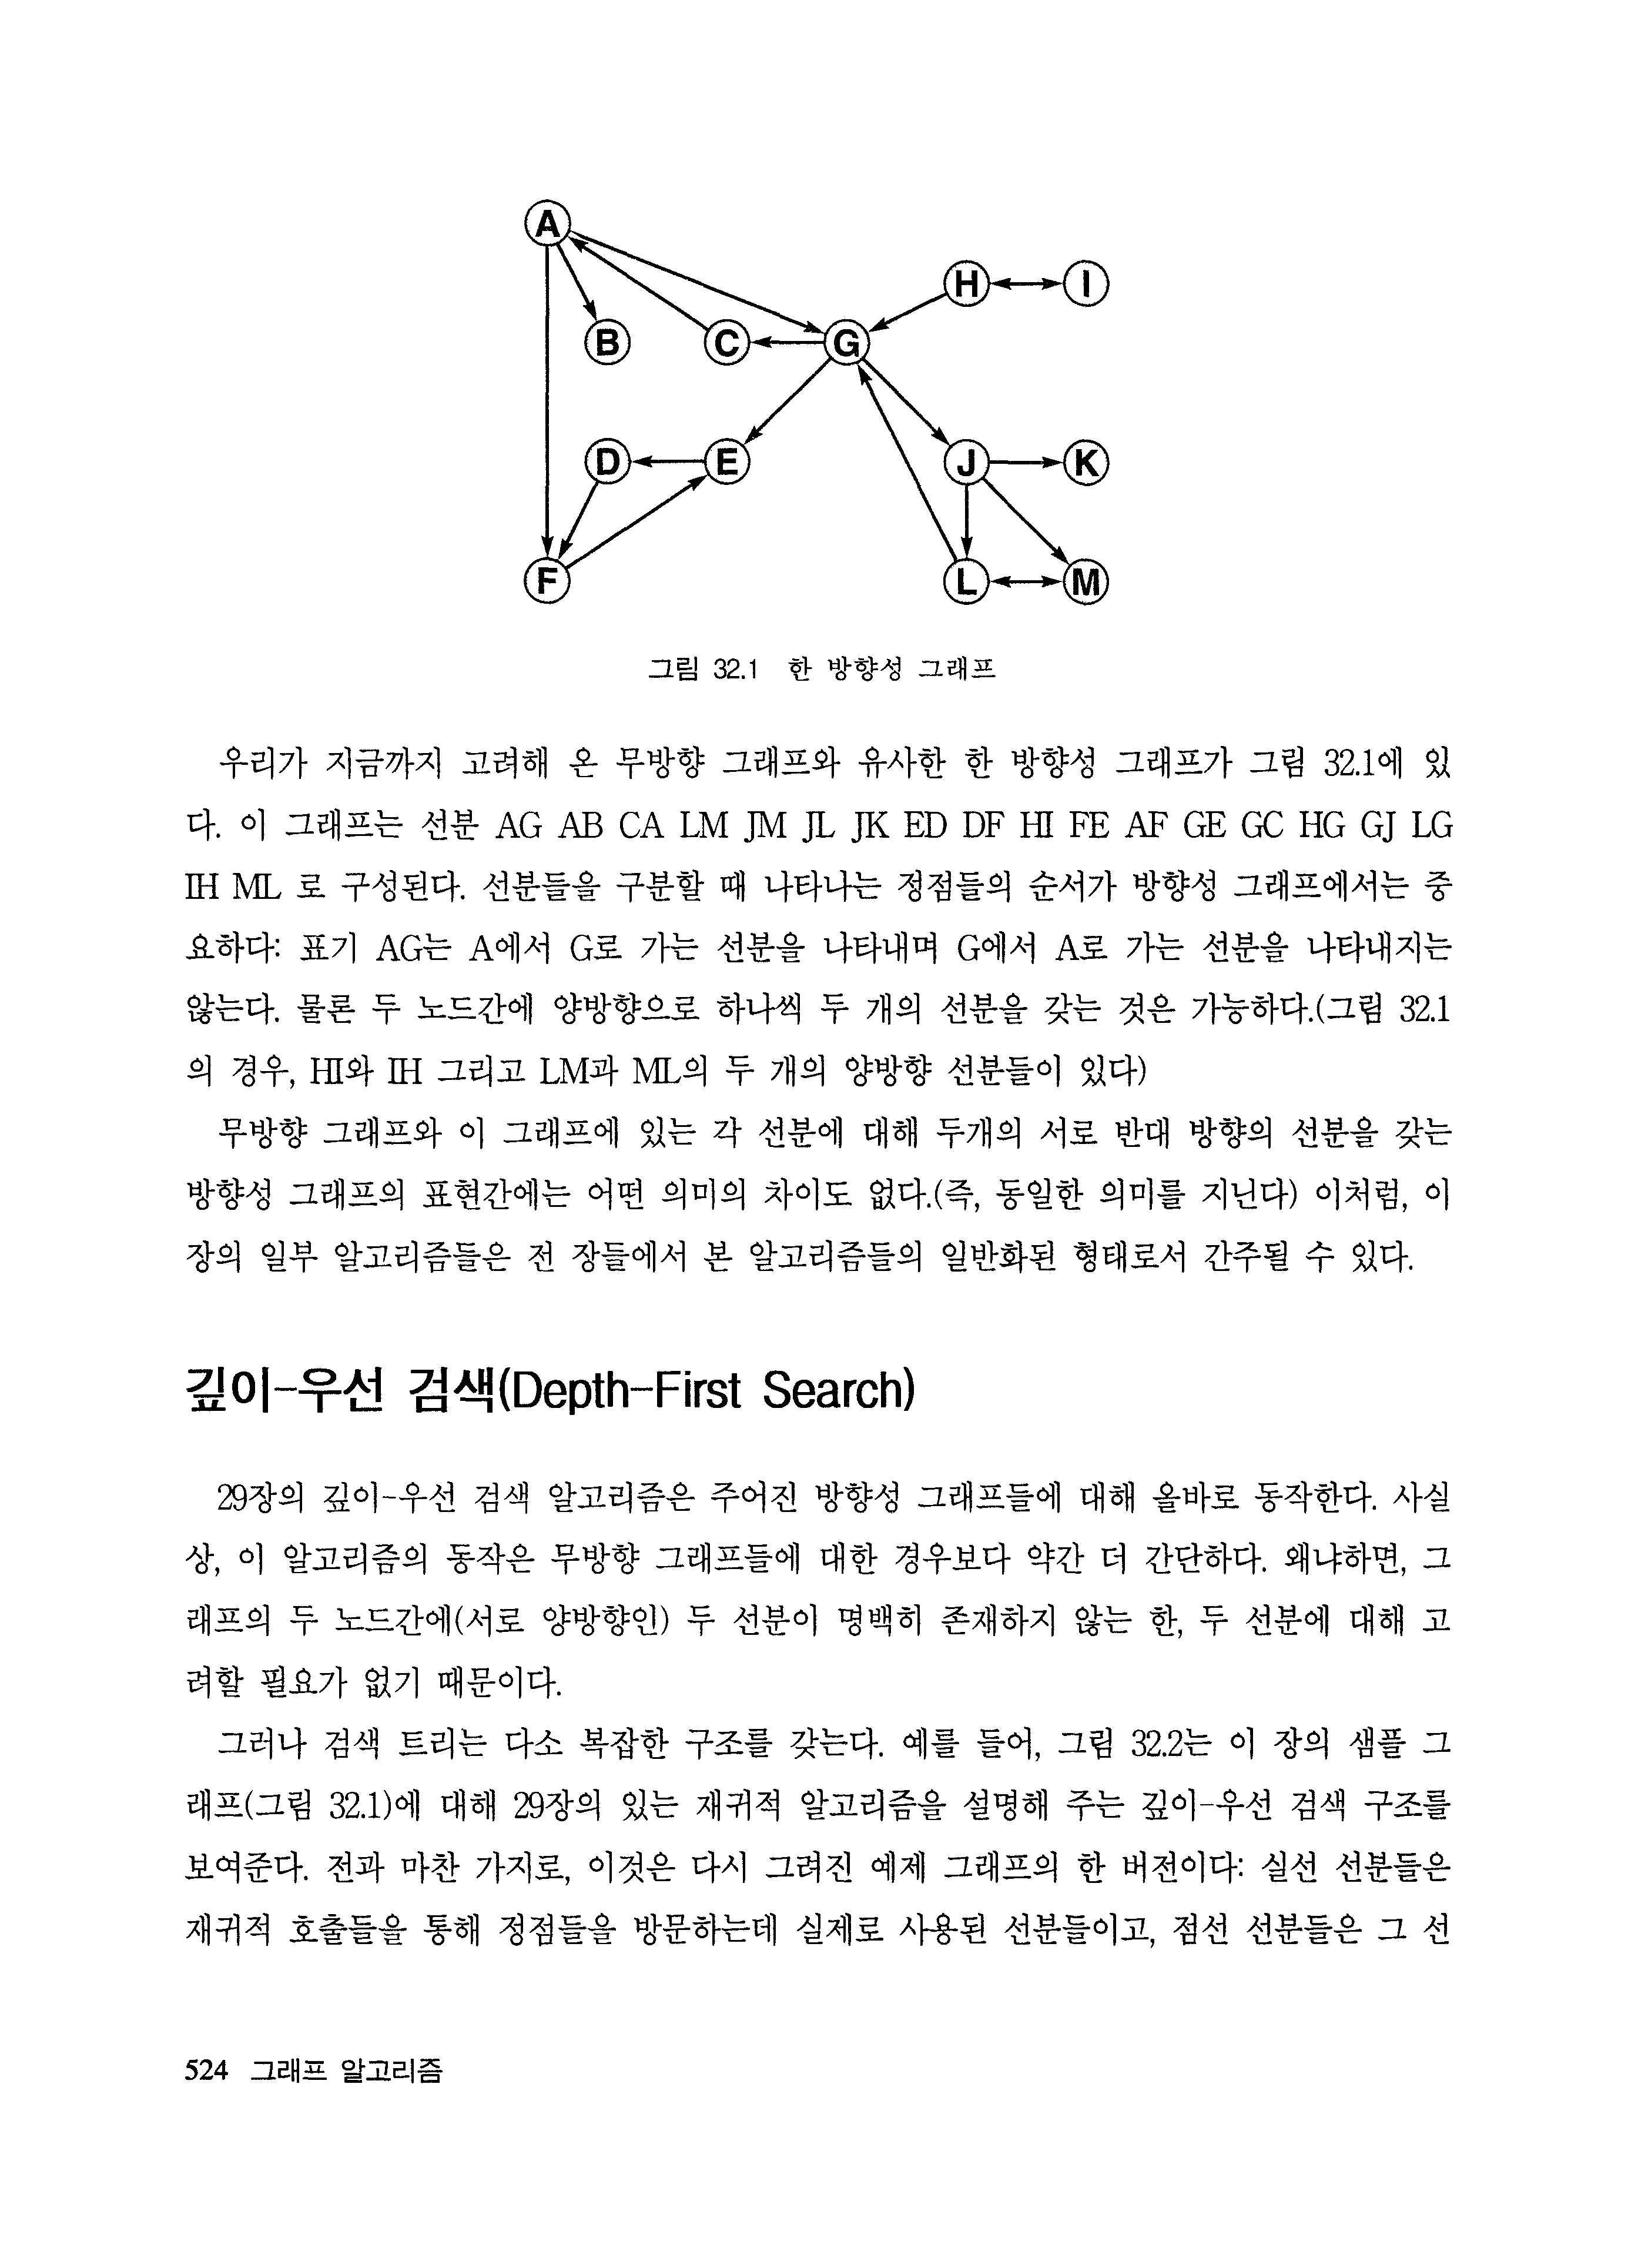 A
H
I
B
C
G
D
E
J
K
F
L
M
그림 32.1 한 방향성 그래프
우리가 지금까지 고려해 온 무방향 그래프와 유사한 한 방향성 그래프가 그림 32.1에 있
다. 이 그래프는 선분 AG AB CA LM JM JL JK ED DF HI FE AF GE GC HG GJ LG
IH ML 로 구성된다. 선분들을 구분할 때 나타나는 정점들의 순서가 방향성 그래프에서는 중
요하다: 표기 AG는 A에서 G로 가는 선분을 나타내며 G에서 A로 가는 선분을 나타내지는
않는다. 물론 두 노드간에 양방향으로 하나씩 두 개의 선분을 갖는 것은 가능하다.(그림 32.1
의 경우, HI와 IH 그리고 LM과 ML의 두 개의 양방향 선분들이 있다)
무방향 그래프와 이 그래프에 있는 각 선분에 대해 두개의 서로 반대 방향의 선분을 갖는
방향성 그래프의 표현간에는 어떤 의미의 차이도 없다.(즉, 동일한 의미를 지닌다) 이처럼, 이
장의 일부 알고리즘들은 전 장들에서 본 알고리즘들의 일반화된 형태로서 간주될 수 있다.
깊이-우선 검색(Depth-First Search)
29장의 깊이-우선 검색 알고리즘은 주어진 방향성 그래프들에 대해 올바로 동작한다. 사실
상, 이 알고리즘의 동작은 무방향 그래프들에 대한 경우보다 약간 더 간단하다. 왜냐하면, 그
래프의 두 노드간에(서로 양방향인) 두 선분이 명백히 존재하지 않는 한, 두 선분에 대해 고
려할 필요가 없기 때문이다.
그러나 검색 트리는 다소 복잡한 구조를 갖는다. 예를 들어, 그림 32.2는 이 장의 샘플 그
래프(그림 32.1)에 대해 29장의 있는 재귀적 알고리즘을 설명해 주는 깊이-우선 검색 구조를
보여준다. 전과 마찬 가지로, 이것은 다시 그려진 예제 그래프의 한 버전이다: 실선 선분들은
재귀적 호출들을 통해 정점들을 방문하는데 실제로 사용된 선분들이고, 점선 선분들은 그 선
524 그래프 알고리즘